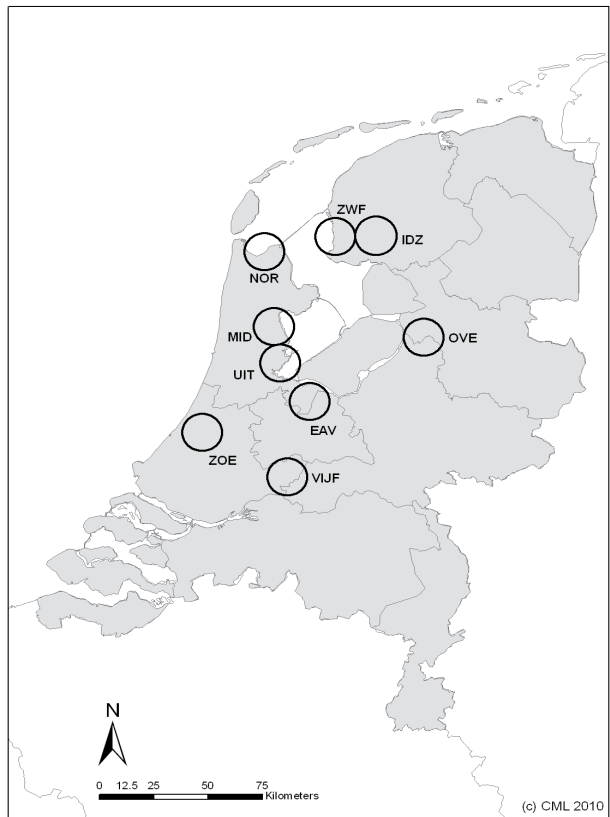 ZWF
IDZ
NOR
MID
OVE
UIT
EAV
ZOE
VIJF
N
0 12.5 25 50 75
Kilometers
(c) CML 2010